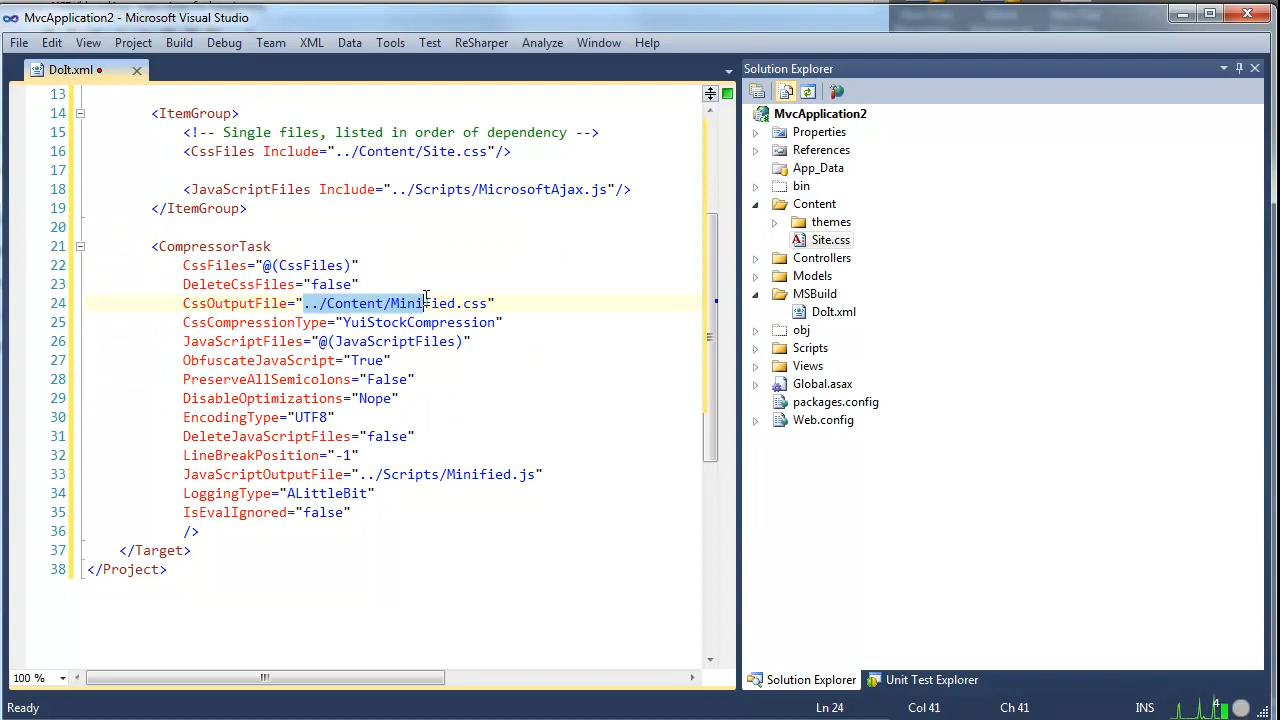 MvcApplication2 - Microsoft Visual Studio
File Edit View Project Build Debug Team XML Data Tools Test ReSharper Analyze Window Help
DoIt.xml
13
14 <ItemGroup>
15 <!-- Single files, listed in order of dependency -->
16 <CssFiles Include="../Content/Site.css"/>
17
18 <JavaScriptFiles Include="../Scripts/MicrosoftAjax.js"/>
19 </ItemGroup>
20
21 <CompressorTask
22 CssFiles="@(CssFiles)"
23 DeleteCssFiles="false"
24 CssOutputFile="../Content/Minified.css"
25 CssCompressionType="YuiStockCompression"
26 JavaScriptFiles="@(JavaScriptFiles)"
27 ObfuscateJavaScript="True"
28 PreserveAllSemicolons="False"
29 DisableOptimizations="Nope"
30 EncodingType="UTF8"
31 DeleteJavaScriptFiles="false"
32 LineBreakPosition="-1"
33 JavaScriptOutputFile="../Scripts/Minified.js"
34 LoggingType="ALittleBit"
35 IsEvalIgnored="false"
36 />
37 </Target>
38 </Project>
100 %
Solution Explorer
MvcApplication2
Properties
References
App_Data
bin
Content
themes
Site.css
Controllers
Models
MSBuild
DoIt.xml
obj
Scripts
Views
Global.asax
packages.config
Web.config
Solution Explorer Unit Test Explorer
Ready Ln 24 Col 41 Ch 41 INS 4